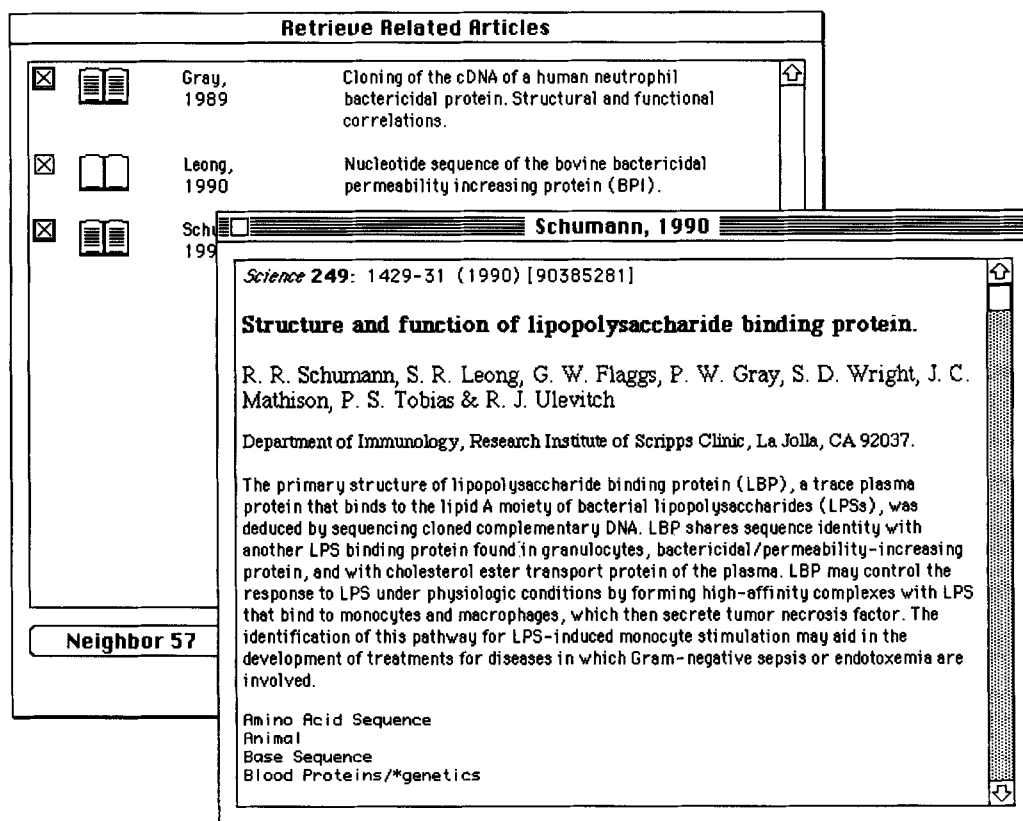 Retrieve Related Articles
Gray,
1989
Cloning of the cDNA of a human neutrophil
bactericidal protein. Structural and functional
correlations.
Leong,
1990
Nucleotide sequence of the bovine bactericidal
permeability increasing protein (BPI).
Schu
199
Neighbor 57
Schumann, 1990
Science 249: 1429-31 (1990) [90385281]
Structure and function of lipopolysaccharide binding protein.
R. R. Schumann, S. R. Leong, G. W. Flaggs, P. W. Gray, S. D. Wright, J. C.
Mathison, P. S. Tobias & R. J. Ulevitch
Department of Immunology, Research Institute of Scripps Clinic, La Jolla, CA 92037.
The primary structure of lipopolysaccharide binding protein (LBP), a trace plasma
protein that binds to the lipid A moiety of bacterial lipopolysaccharides (LPSs), was
deduced by sequencing cloned complementary DNA. LBP shares sequence identity with
another LPS binding protein found in granulocytes, bactericidal/permeability-increasing
protein, and with cholesterol ester transport protein of the plasma. LBP may control the
response to LPS under physiologic conditions by forming high-affinity complexes with LPS
that bind to monocytes and macrophages, which then secrete tumor necrosis factor. The
identification of this pathway for LPS-induced monocyte stimulation may aid in the
development of treatments for diseases in which Gram-negative sepsis or endotoxemia are
involved.
Amino Acid Sequence
Animal
Base Sequence
Blood Proteins/*genetics